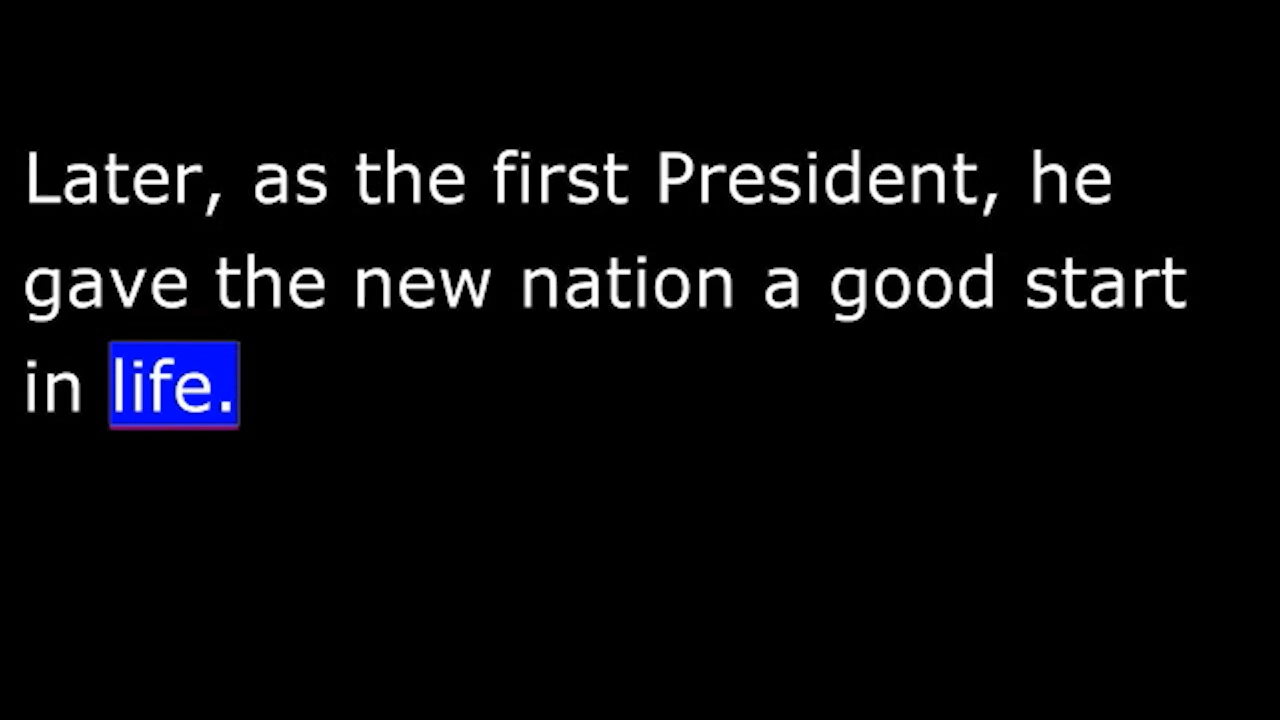 Later, as the first President, he
gave the new nation a good start
in life.